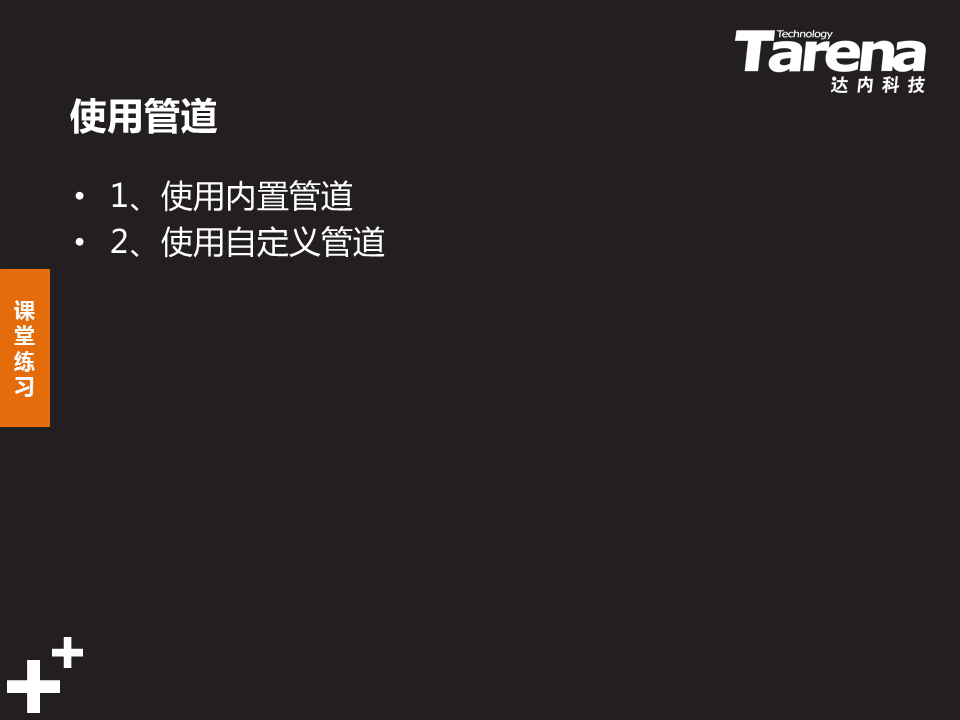 Technology
Tarena
达内科技
使用管道
• 1、使用内置管道
• 2、使用自定义管道
课
堂
练
习